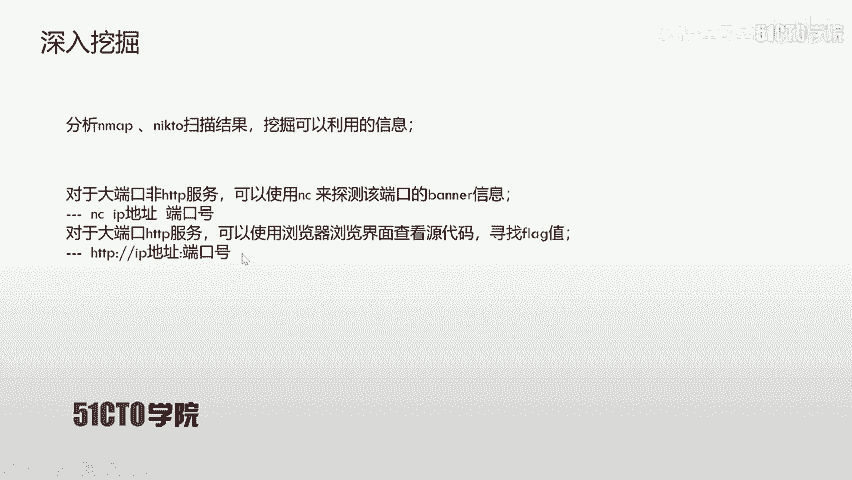 深入挖掘
51CTO学院
分析nmap 、nikto扫描结果，挖掘可以利用的信息；
对于大端口非http服务，可以使用nc 来探测该端口的banner信息；
--- nc ip地址 端口号
对于大端口http服务，可以使用浏览器浏览界面查看源代码，寻找flag值；
--- http://ip地址:端口号
51CTO学院